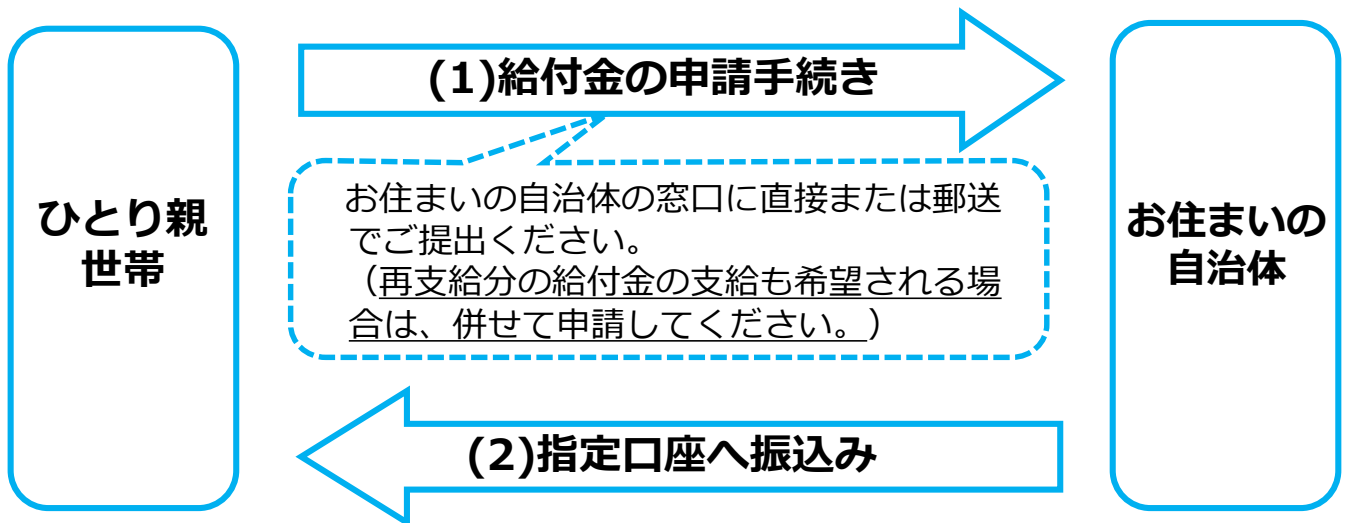 (1)給付金の申請手続き
ひとり親
世帯
お住まいの自治体の窓口に直接または郵送
でご提出ください。
（再支給分の給付金の支給も希望される場
合は、併せて申請してください。）
お住まいの
自治体
(2)指定口座へ振込み